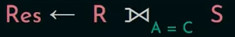 Res ← R ⋈ A = C S